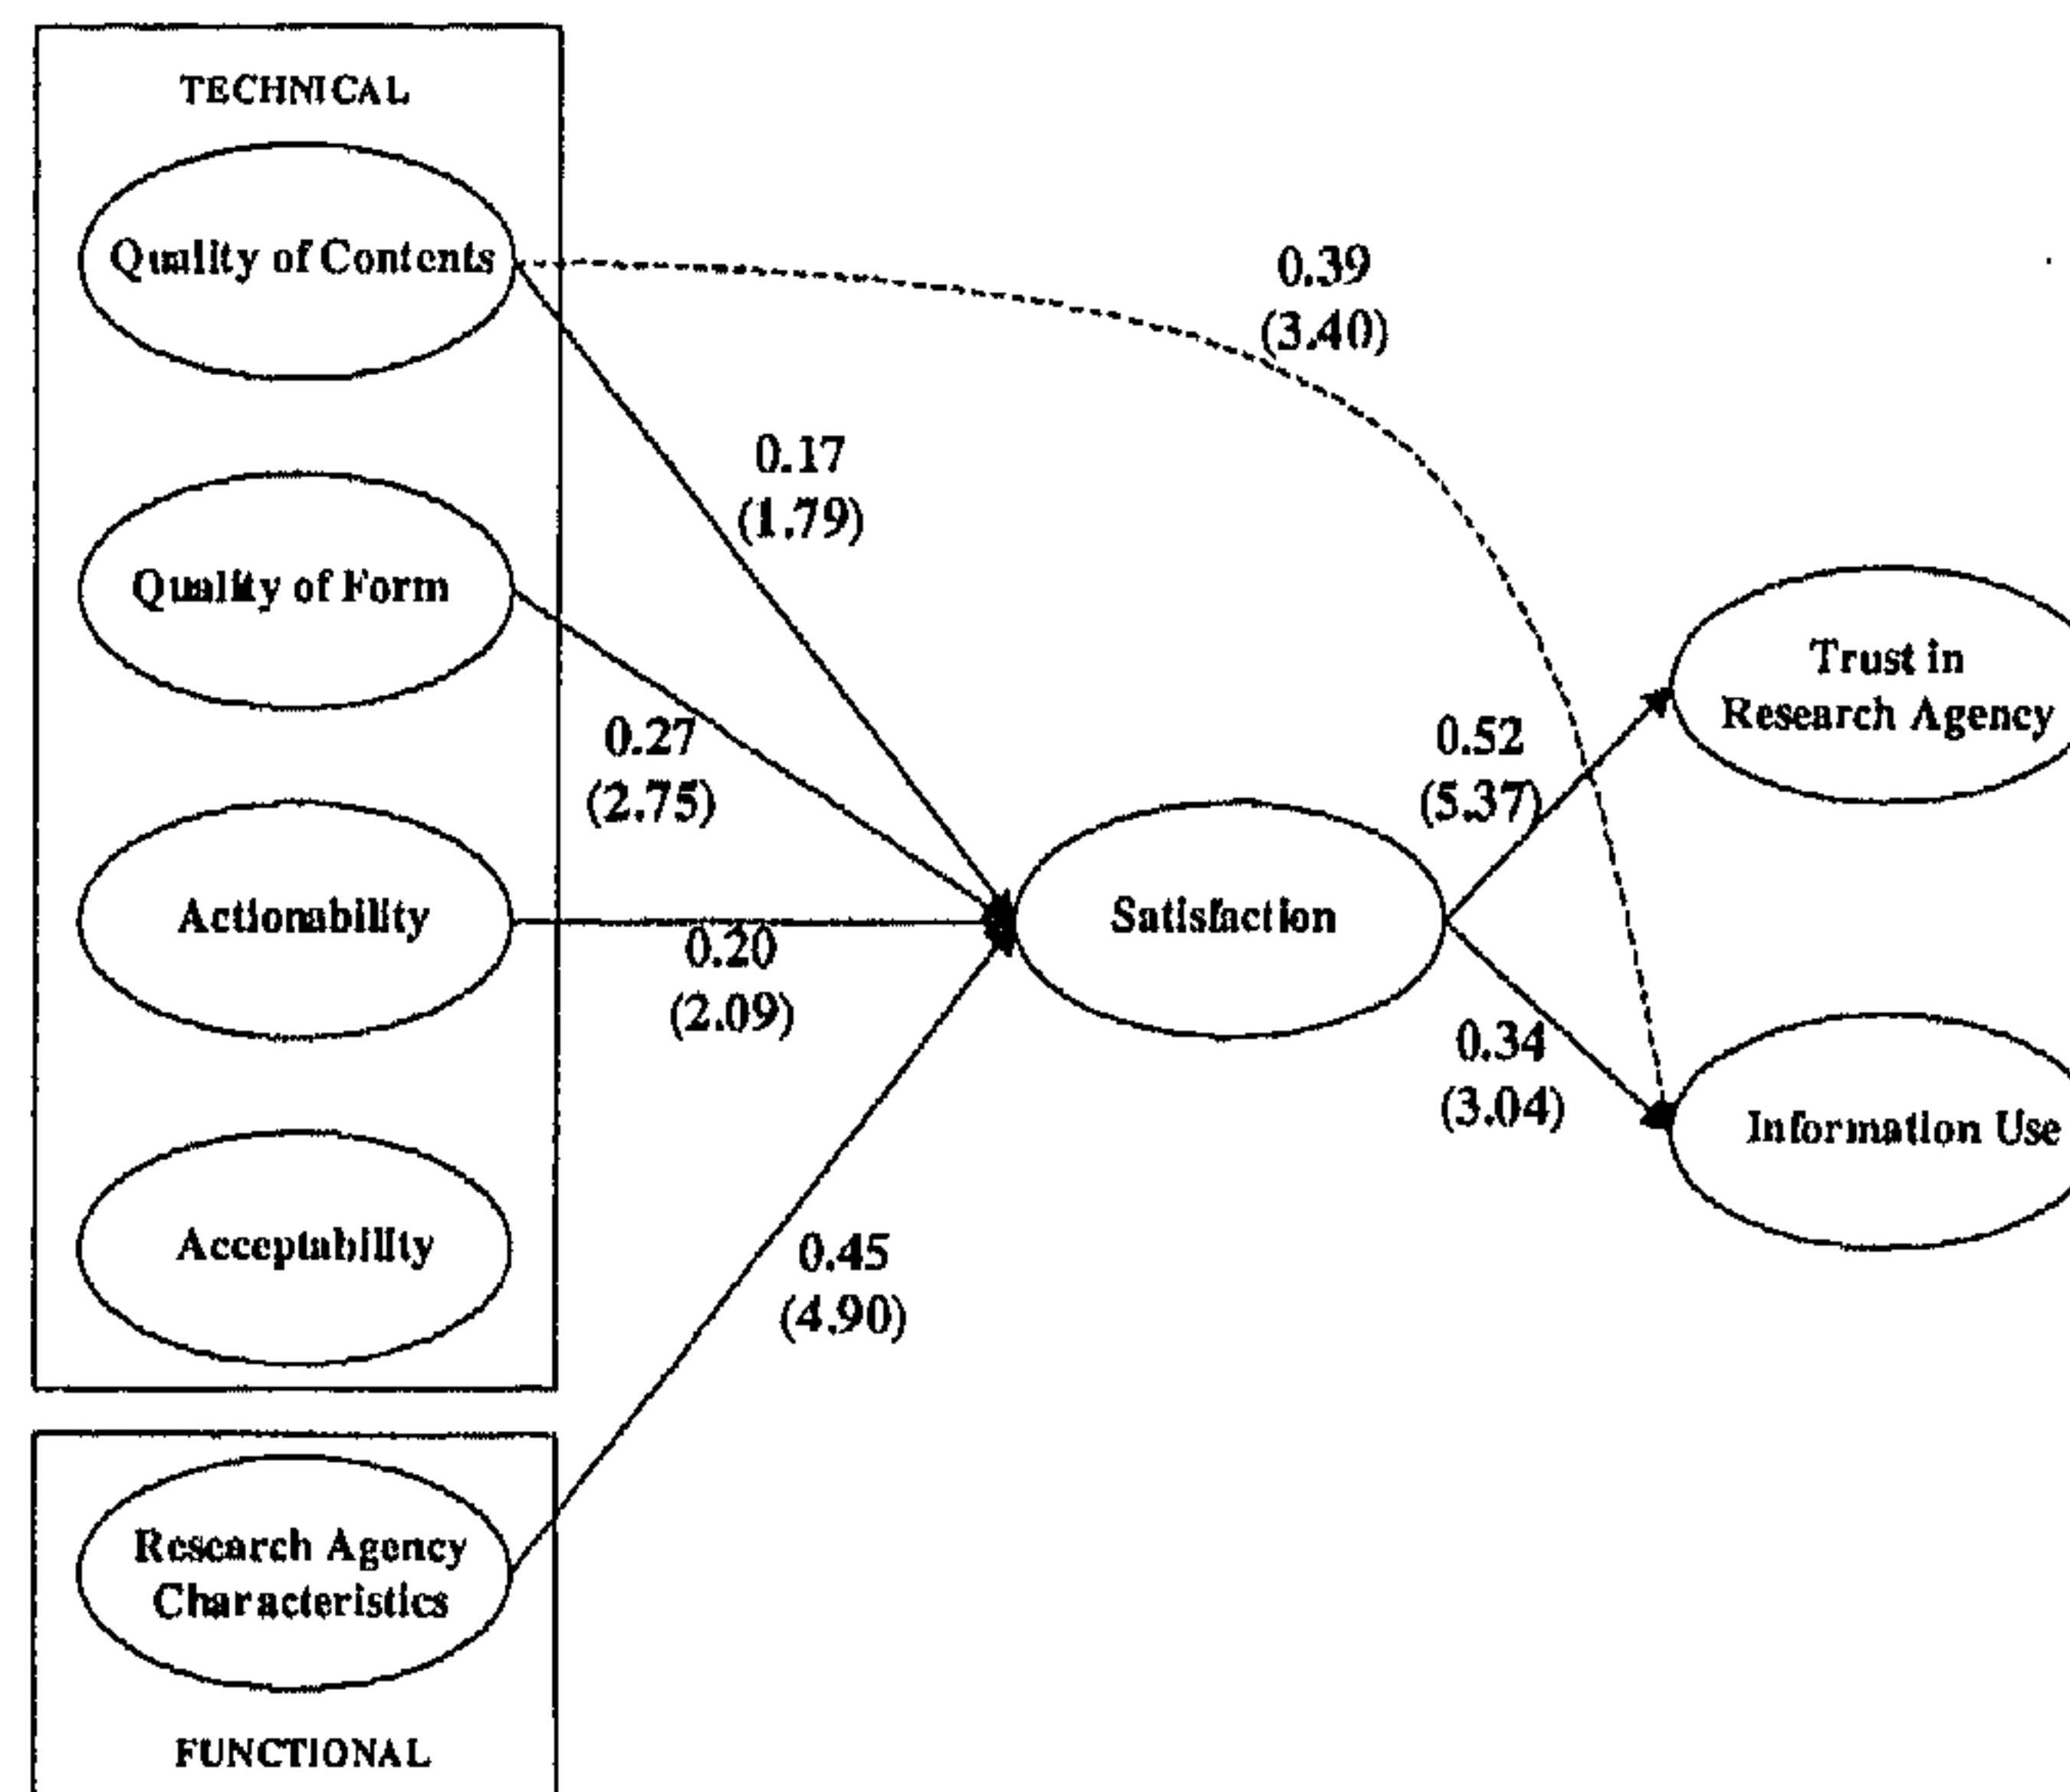 TECHNICAL
Quality of Contents
0.39
(3.40)
0.17
(1.79)
Quality of Form
Trust in
Research Agency
0.27
(2.75)
0.52
(5.37)
Actionability
Satisfaction
0.20
(2.09)
0.34
(3.04)
Information Use
Acceptability
0.45
(4.90)
Research Agency
Characteristics
FUNCTIONAL